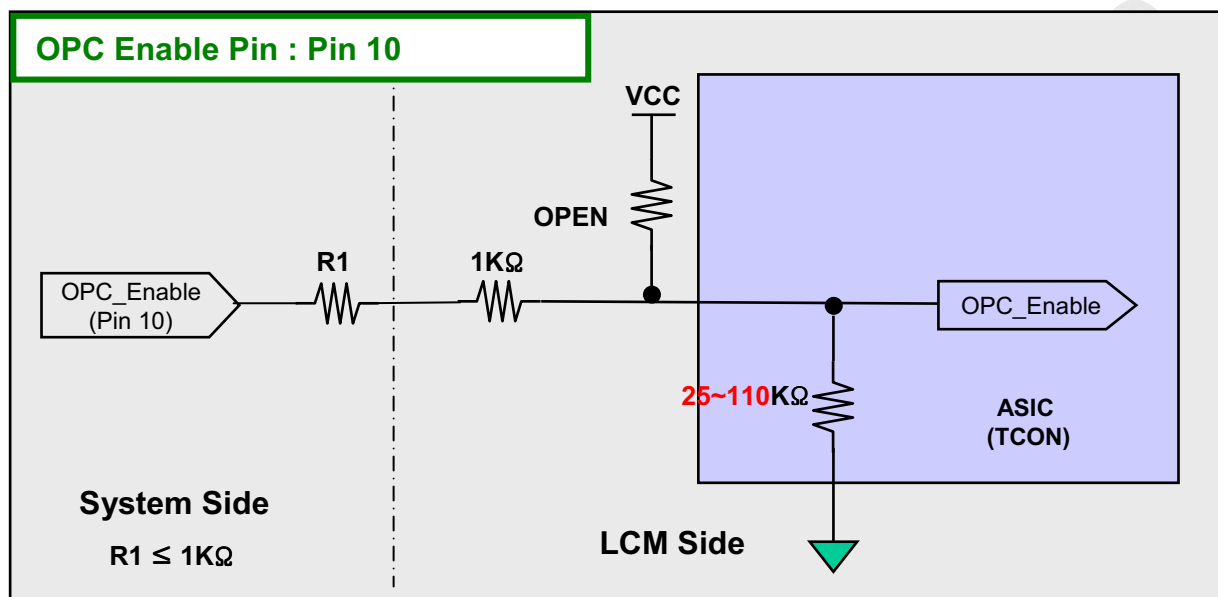 OPC Enable Pin : Pin 10
VCC
OPEN
R1
1KΩ
OPC_Enable
(Pin 10)
OPC_Enable
25~110KΩ
ASIC
(TCON)
System Side
R1 ≤ 1KΩ
LCM Side